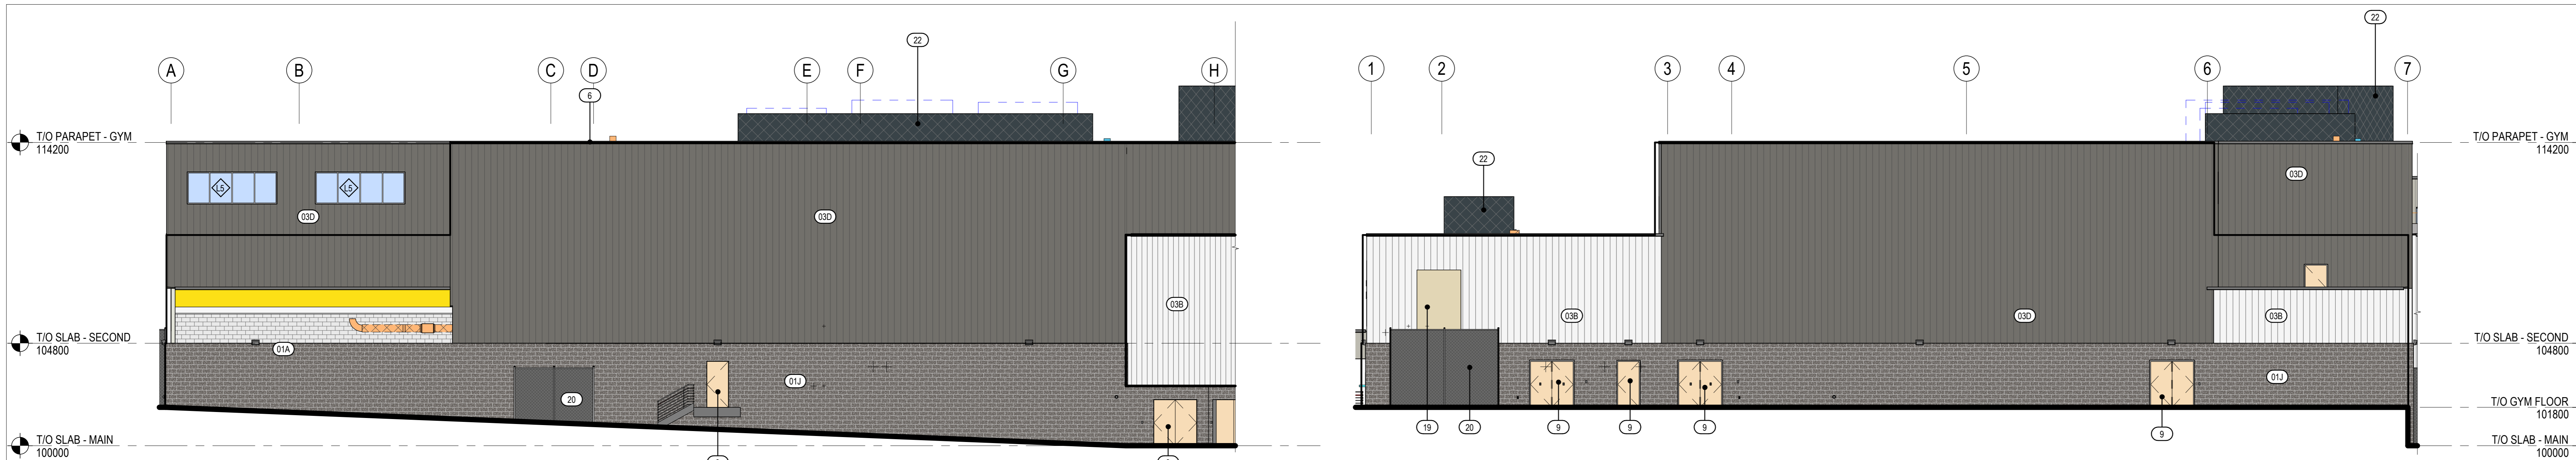 22
22
A
B
C
D
E
F
G
H
1
2
3
4
5
6
7
6
T/O PARAPET - GYM
114200
T/O PARAPET - GYM
114200
L5
L5
03D
03D
22
03D
03B
03B
03D
03B
T/O SLAB - SECOND
104800
01A
T/O SLAB - SECOND
104800
01J
20
01J
T/O GYM FLOOR
101800
19
20
9
9
9
9
T/O SLAB - MAIN
100000
T/O SLAB - MAIN
100000